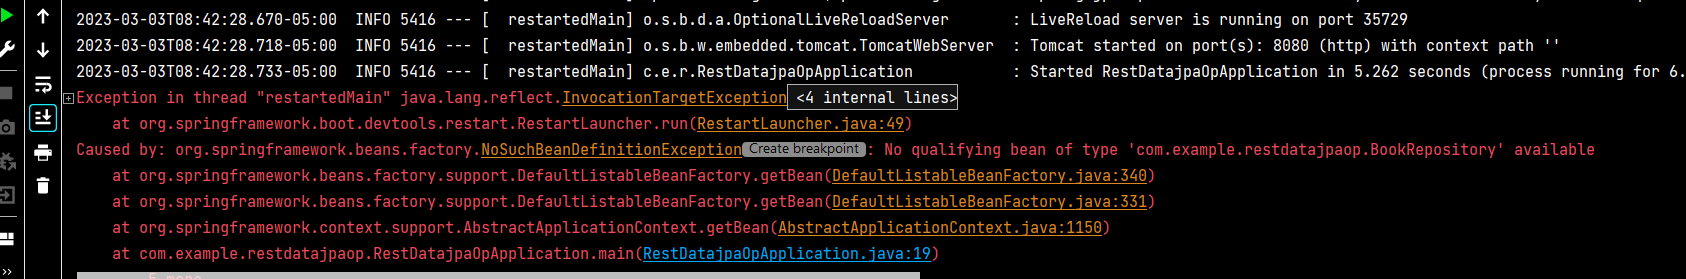 2023-03-03T08:42:28.670-05:00  INFO 5416 --- [  restartedMain] o.s.b.d.a.OptionalLiveReloadServer       : LiveReload server is running on port 35729
2023-03-03T08:42:28.718-05:00  INFO 5416 --- [  restartedMain] o.s.b.w.embedded.tomcat.TomcatWebServer  : Tomcat started on port(s): 8080 (http) with context path ''
2023-03-03T08:42:28.733-05:00  INFO 5416 --- [  restartedMain] c.e.r.RestDatajpaOpApplication           : Started RestDatajpaOpApplication in 5.262 seconds (process running for 6.
Exception in thread "restartedMain" java.lang.reflect.InvocationTargetException <4 internal lines>
    at org.springframework.boot.devtools.restart.RestartLauncher.run(RestartLauncher.java:49)
Caused by: org.springframework.beans.factory.NoSuchBeanDefinitionException Create breakpoint : No qualifying bean of type 'com.example.restdatajpaop.BookRepository' available
    at org.springframework.beans.factory.support.DefaultListableBeanFactory.getBean(DefaultListableBeanFactory.java:340)
    at org.springframework.beans.factory.support.DefaultListableBeanFactory.getBean(DefaultListableBeanFactory.java:331)
    at org.springframework.context.support.AbstractApplicationContext.getBean(AbstractApplicationContext.java:1150)
    at com.example.restdatajpaop.RestDatajpaOpApplication.main(RestDatajpaOpApplication.java:19)